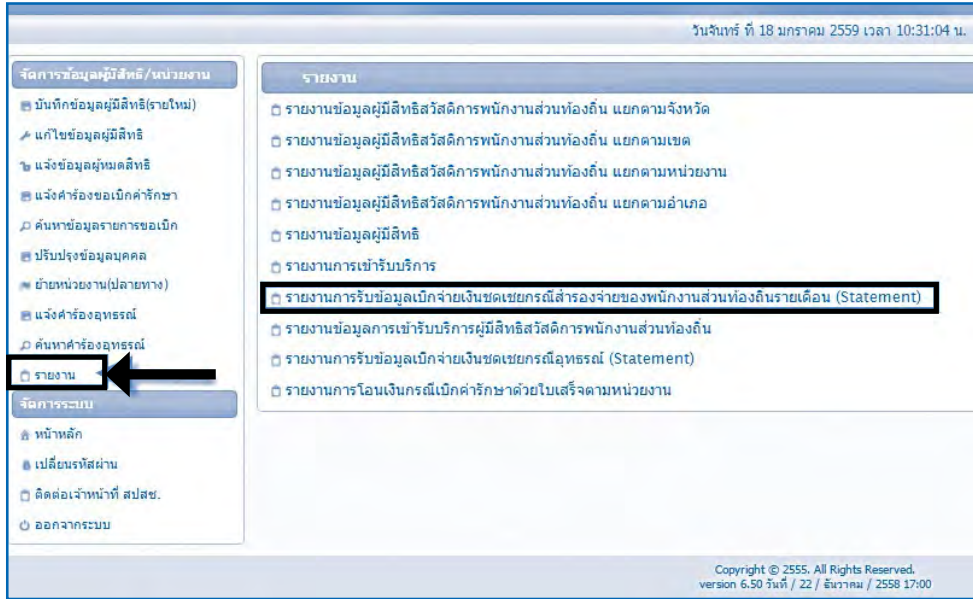 วันจันทร์ ที่ 18 มกราคม 2559 เวลา 10:31:04 น.
จัดการข้อมูลผู้มีสิทธิ/หน่วยงาน
บันทึกข้อมูลผู้มีสิทธิ(รายใหม่)
แก้ไขข้อมูลผู้มีสิทธิ
แจ้งข้อมูลผู้หมดสิทธิ
แจ้งคำร้องขอเบิกค่ารักษา
ค้นหาข้อมูลรายการขอเบิก
ปรับปรุงข้อมูลบุคคล
ย้ายหน่วยงาน(ปลายทาง)
แจ้งคำร้องอุทธรณ์
ค้นหาคำร้องอุทธรณ์
รายงาน
จัดการระบบ
หน้าหลัก
เปลี่ยนรหัสผ่าน
ติดต่อเจ้าหน้าที่ สปสช.
ออกจากระบบ
รายงาน
รายงานข้อมูลผู้มีสิทธิสวัสดิการพนักงานส่วนท้องถิ่น แยกตามจังหวัด
รายงานข้อมูลผู้มีสิทธิสวัสดิการพนักงานส่วนท้องถิ่น แยกตามเขต
รายงานข้อมูลผู้มีสิทธิสวัสดิการพนักงานส่วนท้องถิ่น แยกตามหน่วยงาน
รายงานข้อมูลผู้มีสิทธิสวัสดิการพนักงานส่วนท้องถิ่น แยกตามอำเภอ
รายงานข้อมูลผู้มีสิทธิ
รายงานการเข้ารับบริการ
รายงานการรับข้อมูลเบิกจ่ายเงินชดเชยกรณีสำรองจ่ายของพนักงานส่วนท้องถิ่นรายเดือน (Statement)
รายงานข้อมูลการเข้ารับบริการผู้มีสิทธิสวัสดิการพนักงานส่วนท้องถิ่น
รายงานการรับข้อมูลเบิกจ่ายเงินชดเชยกรณีอุทธรณ์ (Statement)
รายงานการโอนเงินกรณีเบิกค่ารักษาด้วยใบเสร็จตามหน่วยงาน
Copyright © 2555. All Rights Reserved.
version 6.50 วันที่ / 22 / ธันวาคม / 2558 17:00